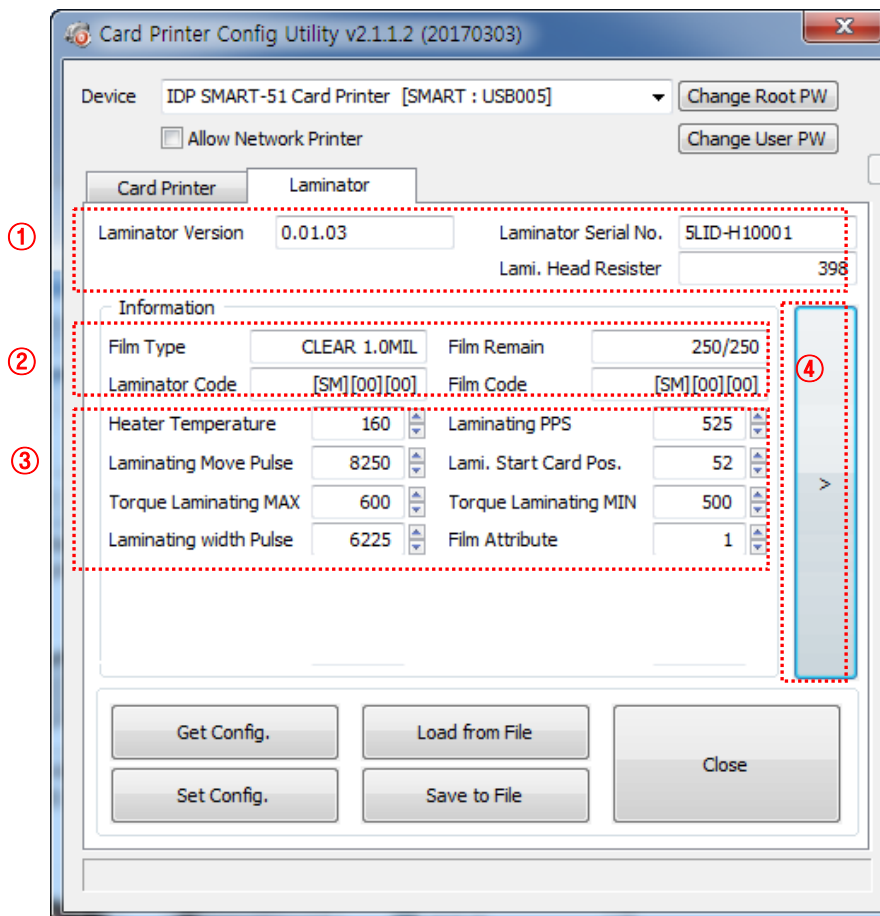 Card Printer Config Utility v2.1.1.2 (20170303)
Device IDP SMART-51 Card Printer [SMART : USB005] Change Root PW
Allow Network Printer Change User PW
Card Printer Laminator
① Laminator Version 0.01.03 Laminator Serial No. 5LID-H10001
Lami. Head Resister 398
Information
② Film Type CLEAR 1.0MIL Film Remain 250/250 ④
Laminator Code [SM][00][00] Film Code [SM][00][00]
③ Heater Temperature 160 Laminating PPS 525
Laminating Move Pulse 8250 Lami. Start Card Pos. 52
Torque Laminating MAX 600 Torque Laminating MIN 500 >
Laminating width Pulse 6225 Film Attribute 1
Get Config. Load from File Close
Set Config. Save to File